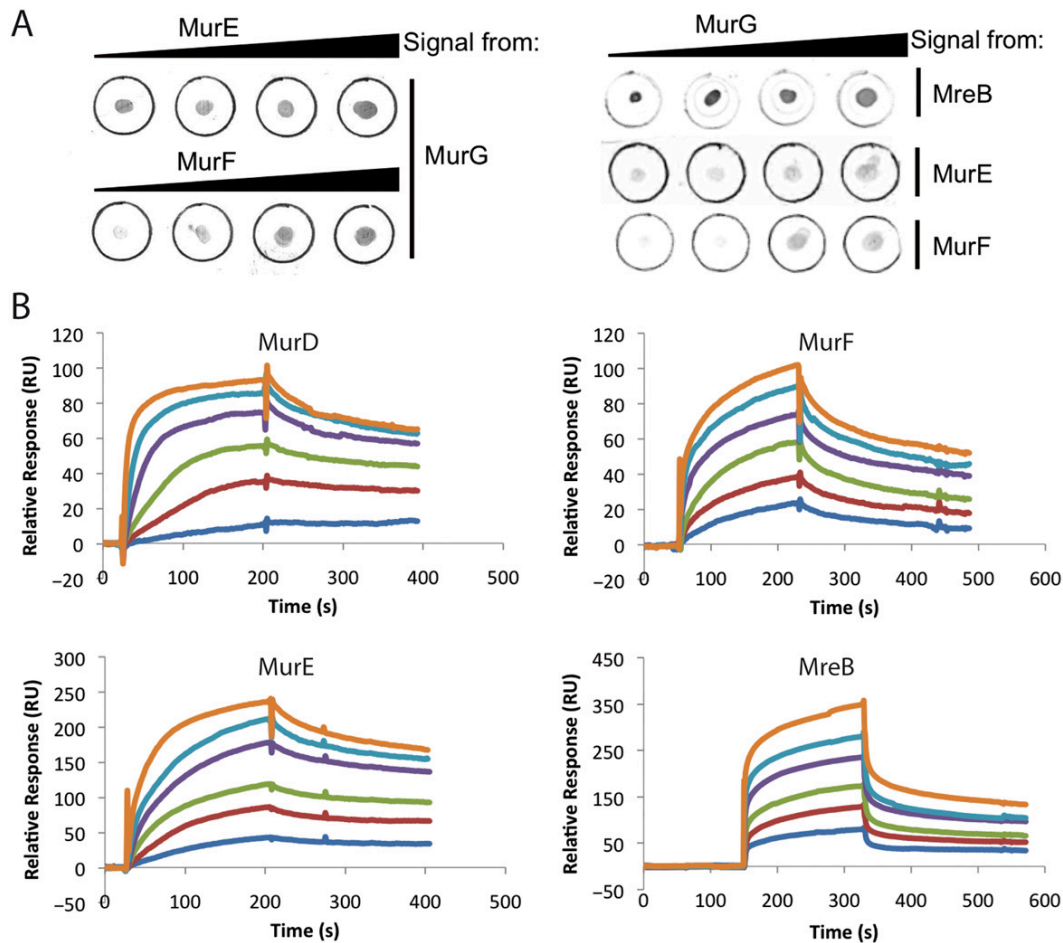 A
MurE
Signal from:
MurF
MurG
MurG
Signal from:
MreB
MurE
MurF
B
MurD
Relative Response (RU)
120
100
80
60
40
20
0
–20
0 100 200 300 400 500
Time (s)
MurF
Relative Response (RU)
120
100
80
60
40
20
0
–20
0 100 200 300 400 500 600
Time (s)
MurE
Relative Response (RU)
300
250
200
150
100
50
0
–50
0 100 200 300 400 500
Time (s)
MreB
Relative Response (RU)
450
350
250
150
50
–50
0 100 200 300 400 500 600
Time (s)